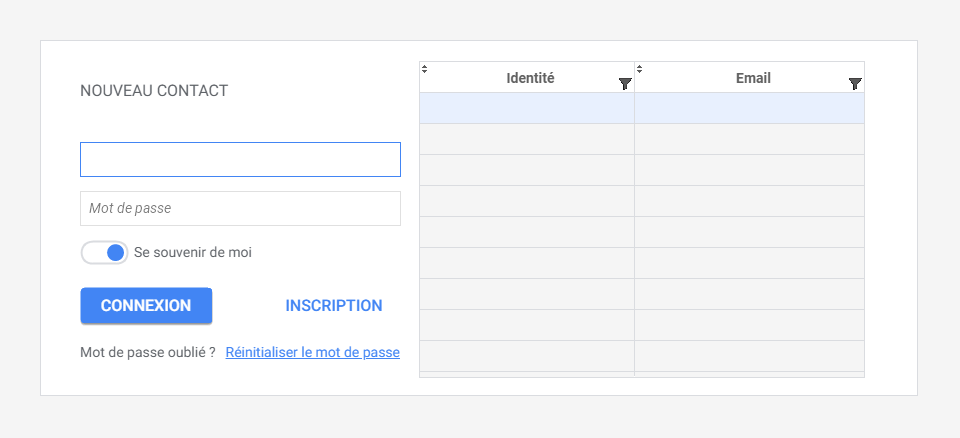 NOUVEAU CONTACT
Mot de passe
Se souvenir de moi
CONNEXION
INSCRIPTION
Mot de passe oublié ? Réinitialiser le mot de passe
Identité
Email